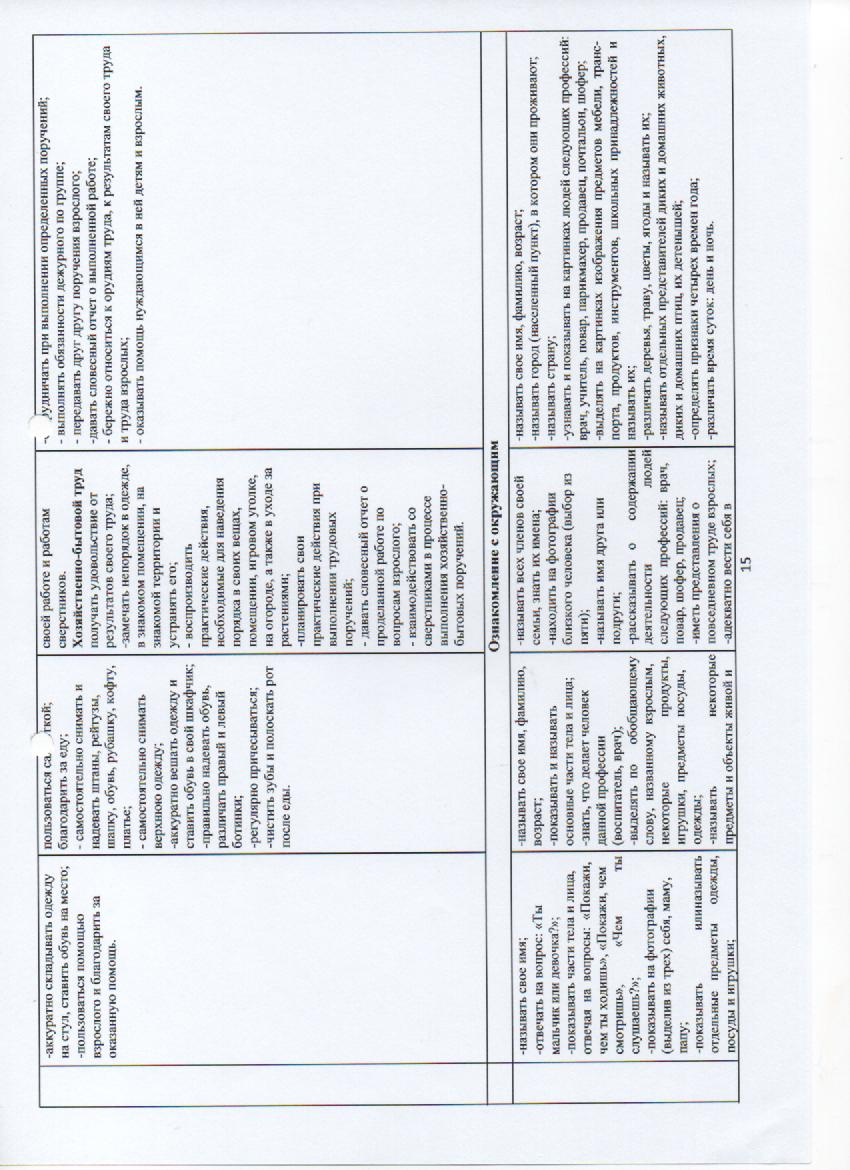 -аккуратно складывать одежду
на стул, ставить обувь на место;
-пользоваться помощью
взрослого и благодарить за
оказанную помощь.
пользоваться са
ткой;
благодарить за еду;
- самостоятельно снимать и
надевать штаны, рейтузы,
шапку, обувь, рубашку, кофту,
платье;
- самостоятельно снимать
верхнюю одежду;
-аккуратно вешать одежду и
ставить обувь в свой шкафчик;
-правильно надевать обувь,
различать правый и левый
ботинки;
-регулярно причесываться;
-чистить зубы и полоскать рот
после еды.
своей работе и работам
сверстников.
Хозяйственно-бытовой труд
получать удовольствие от
результатов своего труда;
-замечать непорядок в одежде,
в знакомом помещении, на
знакомой территории и
устранять его;
- воспроизводить
практические действия,
необходимые для наведения
порядка в своих вещах,
помещении, игровом уголке,
на огороде, а также в уходе за
растениями;
-планировать свои
практические действия при
выполнении трудовых
поручений;
- давать словесный отчет о
проделанной работе по
вопросам взрослого;
- взаимодействовать со
сверстниками в процессе
выполнения хозяйственно-
бытовых поручений.
рудничать при выполнении определенных поручений;
- выполнять обязанности дежурного по группе;
- передавать друг другу поручения взрослого;
-давать словесный отчет о выполненной работе;
- бережно относиться к орудиям труда, к результатам своего труда
и труда взрослых;
- оказывать помощь нуждающимся в ней детям и взрослым.
Ознакомление с окружающим
-называть свое имя;
-отвечать на вопрос: «Ты
мальчик или девочка?»;
-показывать части тела и лица,
отвечая на вопросы: «Покажи,
чем ты ходишь», «Покажи, чем
смотришь», «Чем ты
слушаешь?»;
-показывать на фотографии
(выделив из трех) себя, маму,
папу;
-показывать илиназывать
отдельные предметы одежды,
посуды и игрушки;
-называть свое имя, фамилию,
возраст;
-показывать и называть
основные части тела и лица;
-знать, что делает человек
данной профессии
(воспитатель, врач);
-выделять по обобщающему
слову, названному взрослым,
некоторые продукты,
игрушки, предметы посуды,
одежды;
-называть некоторые
предметы и объекты живой и
-называть всех членов своей
семьи, знать их имена;
-находить на фотографии
близкого человека (выбор из
пяти);
-называть имя друга или
подруги;
-рассказывать о содержании
деятельности людей
следующих профессий: врач,
повар, шофер, продавец;
-иметь представления о
повседневном труде взрослых;
-адекватно вести себя в
-называть свое имя, фамилию, возраст;
-называть город (населенный пункт), в котором они проживают;
-называть страну;
-узнавать и показывать на картинках людей следующих профессий:
врач, учитель, повар, парикмахер, продавец, почтальон, шофер;
-выделять на картинках изображения предметов мебели, транс-
порта, продуктов, инструментов, школьных принадлежностей и
называть их;
-различать деревья, траву, цветы, ягоды и называть их;
-называть отдельных представителей диких и домашних животных,
диких и домашних птиц, их детенышей;
-определять признаки четырех времен года;
-различать время суток: день и ночь.
15